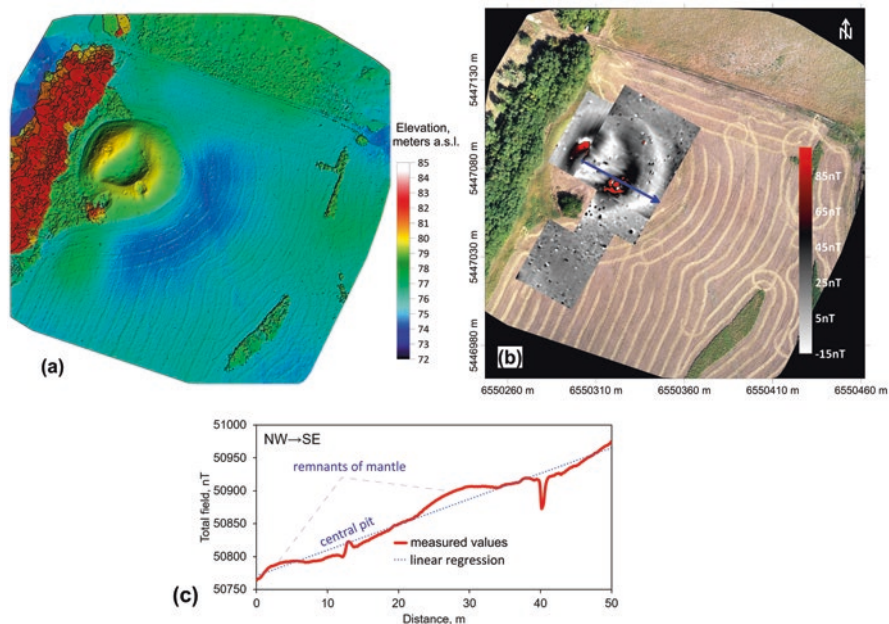 Elevation,
meters a.s.l.
85
84
83
82
81
80
79
78
77
76
75
74
73
72
(a)
N
5447130 m
5447080 m
5447030 m
5446980 m
85nT
65nT
45nT
25nT
5nT
-15nT
(b)
6550260 m 6550310 m 6550360 m 6550410 m 6550460 m
51000
50950
50900
50850
50800
50750
Total field, nT
NW→SE
remnants of mantle
central pit
measured values
linear regression
(c)
0 10 20 30 40 50
Distance, m